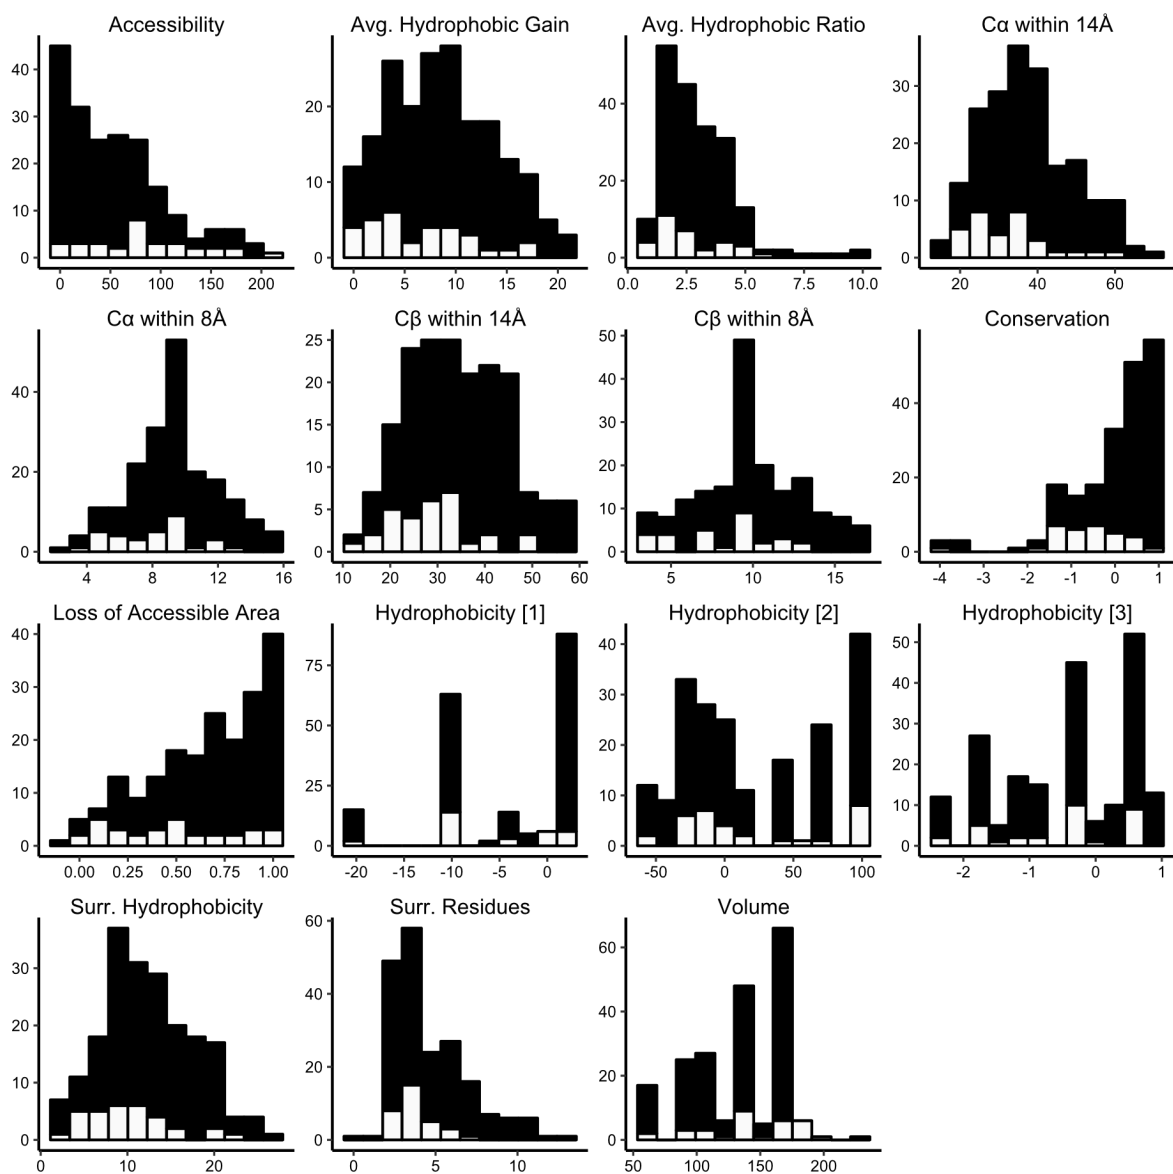 Accessibility
Avg. Hydrophobic Gain
Avg. Hydrophobic Ratio
Cα within 14Å
40
30
20
10
0
0 50 100 150 200
20
10
0
0 5 10 15 20
40
20
0
0.0 2.5 5.0 7.5 10.0
30
20
10
0
20 40 60
Cα within 8Å
Cβ within 14Å
Cβ within 8Å
Conservation
40
20
0
4 8 12 16
25
20
15
10
5
0
10 20 30 40 50 60
50
40
30
20
10
0
5 10 15
40
20
0
-4 -3 -2 -1 0 1
Loss of Accessible Area
Hydrophobicity [1]
Hydrophobicity [2]
Hydrophobicity [3]
40
30
20
10
0
0.00 0.25 0.50 0.75 1.00
75
50
25
0
-20 -15 -10 -5 0
40
30
20
10
0
-50 0 50 100
50
40
30
20
10
0
-2 -1 0 1
Surr. Hydrophobicity
Surr. Residues
Volume
30
20
10
0
0 10 20
60
40
20
0
0 5 10
60
40
20
0
50 100 150 200